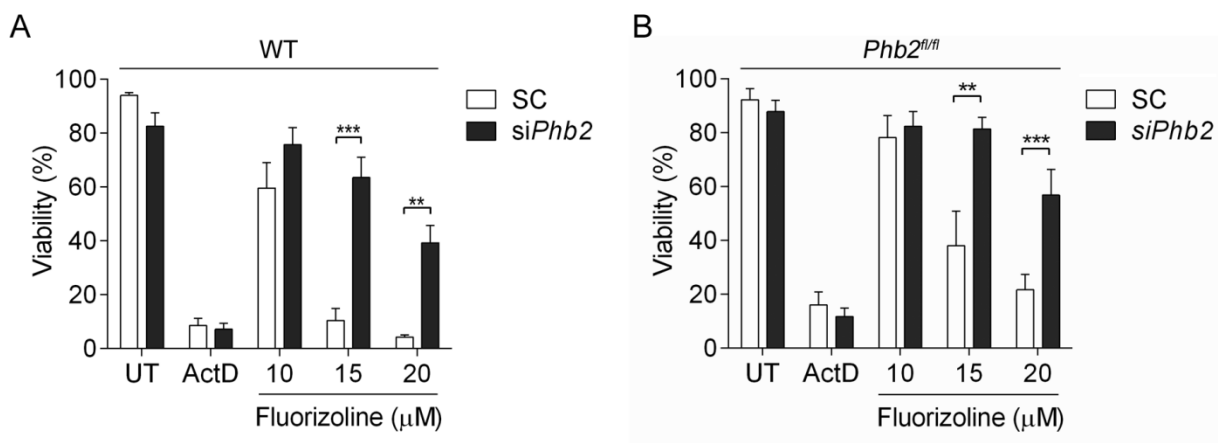 A
WT
Viability (%)
100
80
60
40
20
0
***
**
SC
siPhb2
UT ActD 10 15 20
Fluorizoline (μM)
B
Phb2fl/fl
Viability (%)
100
80
60
40
20
0
**
***
SC
siPhb2
UT ActD 10 15 20
Fluorizoline (μM)